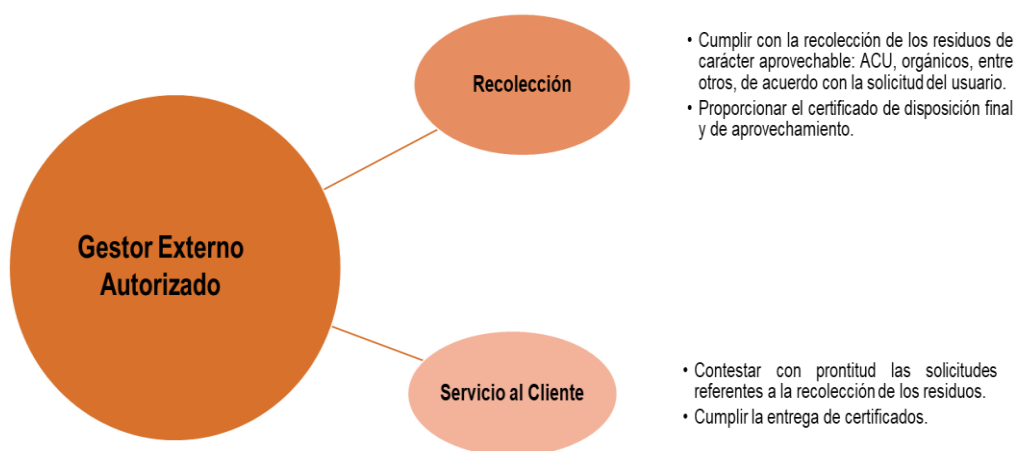 Gestor Externo
Autorizado
Recolección
• Cumplir con la recolección de los residuos de
carácter aprovechable: ACU, orgánicos, entre
otros, de acuerdo con la solicitud del usuario.
• Proporcionar el certificado de disposición final
y de aprovechamiento.
Servicio al Cliente
• Contestar con prontitud las solicitudes
referentes a la recolección de los residuos.
• Cumplir la entrega de certificados.